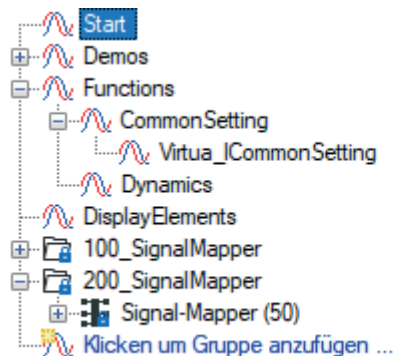 Start
Demos
Functions
CommonSetting
Virtua_lCommonSetting
Dynamics
DisplayElements
100_SignalMapper
200_SignalMapper
Signal-Mapper (50)
Klicken um Gruppe anzufügen ...